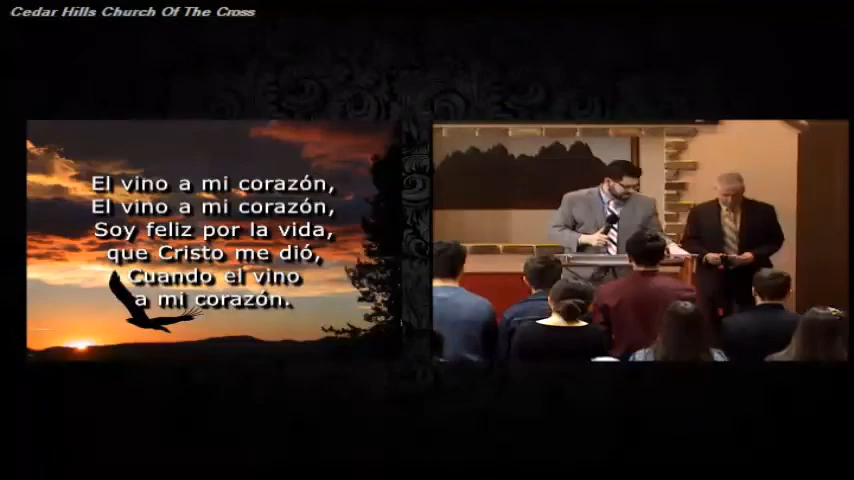 Cedar Hills Church Of The Cross
El vino a mi corazón,
El vino a mi corazón,
Soy feliz por la vida,
que Cristo me dió,
Cuando el vino
a mi corazón.